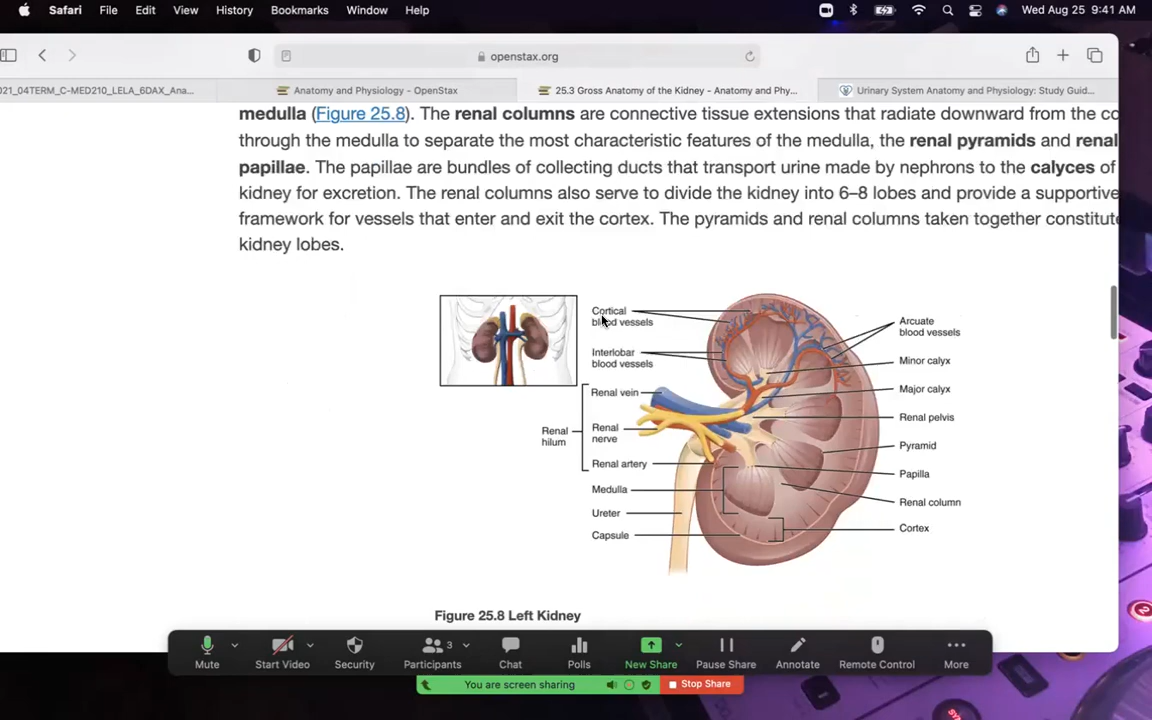 Safari File Edit View History Bookmarks Window Help Wed Aug 25 9:41 AM
openstax.org
021_04TERM_C-MED210_LELA_6DAX_Ana...
Anatomy and Physiology - OpenStax
25.3 Gross Anatomy of the Kidney - Anatomy and Phy...
Urinary System Anatomy and Physiology: Study Guid...
medulla (Figure 25.8). The renal columns are connective tissue extensions that radiate downward from the co
through the medulla to separate the most characteristic features of the medulla, the renal pyramids and renal
papillae. The papillae are bundles of collecting ducts that transport urine made by nephrons to the calyces of
kidney for excretion. The renal columns also serve to divide the kidney into 6–8 lobes and provide a supportive
framework for vessels that enter and exit the cortex. The pyramids and renal columns taken together constitute
kidney lobes.
Cortical
blood vessels
Interlobar
blood vessels
Renal vein
Renal
hilum
Renal
nerve
Renal artery
Medulla
Ureter
Capsule
Arcuate
blood vessels
Minor calyx
Major calyx
Renal pelvis
Pyramid
Papilla
Renal column
Cortex
Figure 25.8 Left Kidney
3
Mute Start Video Security Participants Chat Polls New Share Pause Share Annotate Remote Control More
You are screen sharing Stop Share